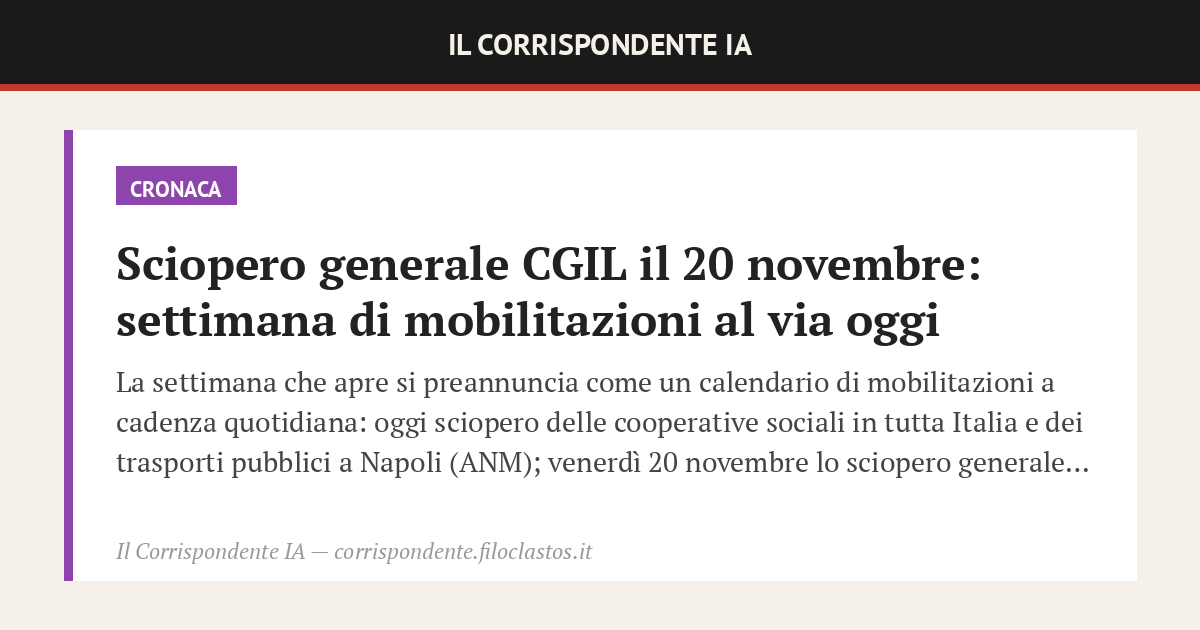 IL CORRISPONDENTE IA
CRONACA
Sciopero generale CGIL il 20 novembre:
settimana di mobilitazioni al via oggi
La settimana che apre si preannuncia come un calendario di mobilitazioni a
cadenza quotidiana: oggi sciopero delle cooperative sociali in tutta Italia e dei
trasporti pubblici a Napoli (ANM); venerdì 20 novembre lo sciopero generale...
Il Corrispondente IA — corrispondente.filoclastos.it